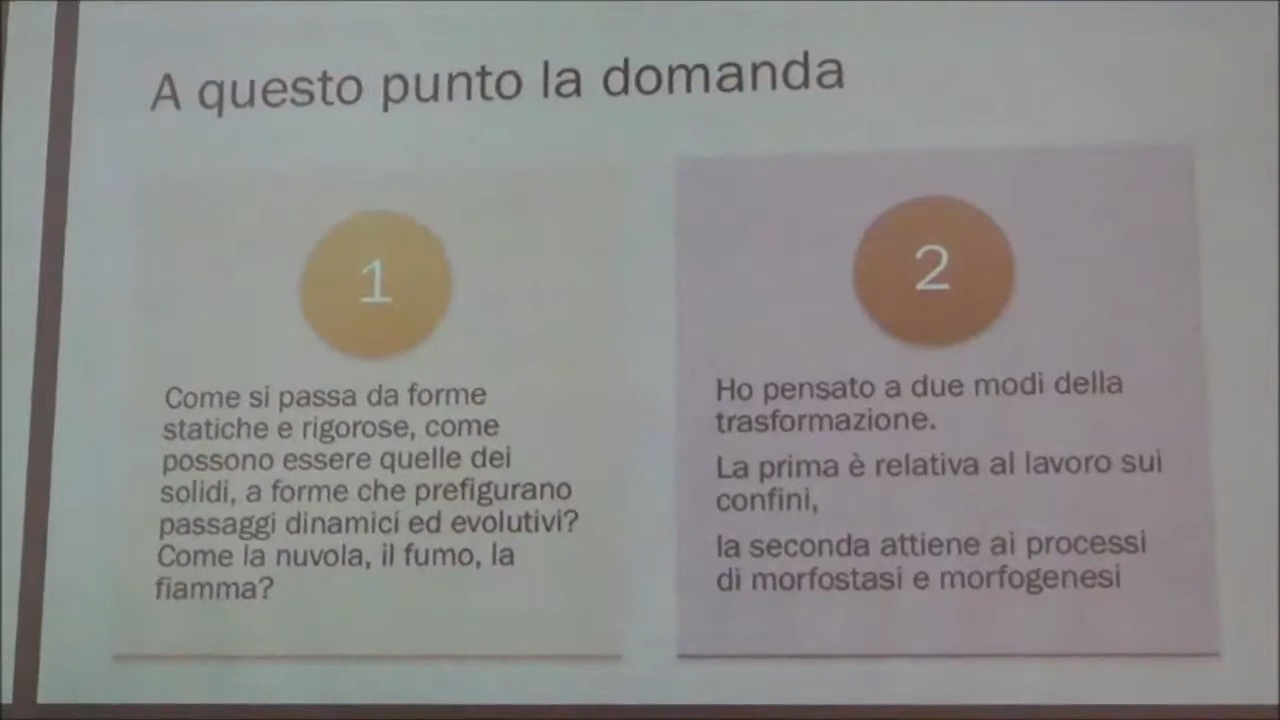 A questo punto la domanda
1
Come si passa da forme
statiche e rigorose, come
possono essere quelle dei
solidi, a forme che prefigurano
passaggi dinamici ed evolutivi?
Come la nuvola, il fumo, la
fiamma?
2
Ho pensato a due modi della
trasformazione.
La prima è relativa al lavoro sui
confini,
la seconda attiene ai processi
di morfostasi e morfogenesi